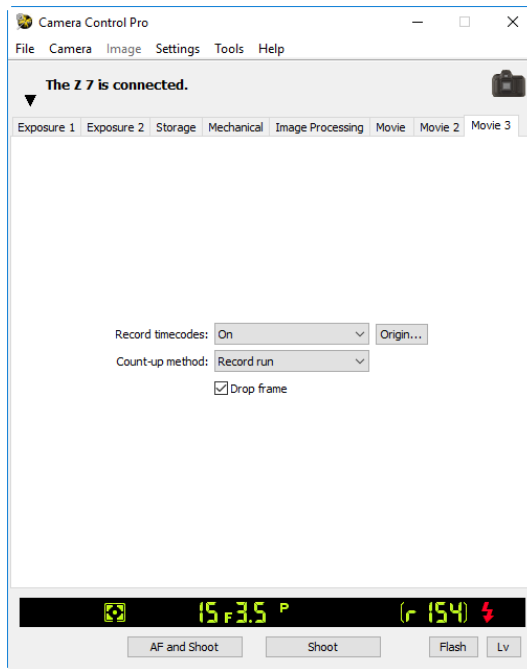 Camera Control Pro
File Camera Image Settings Tools Help
The Z 7 is connected.
Exposure 1 Exposure 2 Storage Mechanical Image Processing Movie Movie 2 Movie 3
Record timecodes: On Origin...
Count-up method: Record run
Drop frame
15 F3.5 P (r 154)
AF and Shoot Shoot Flash Lv